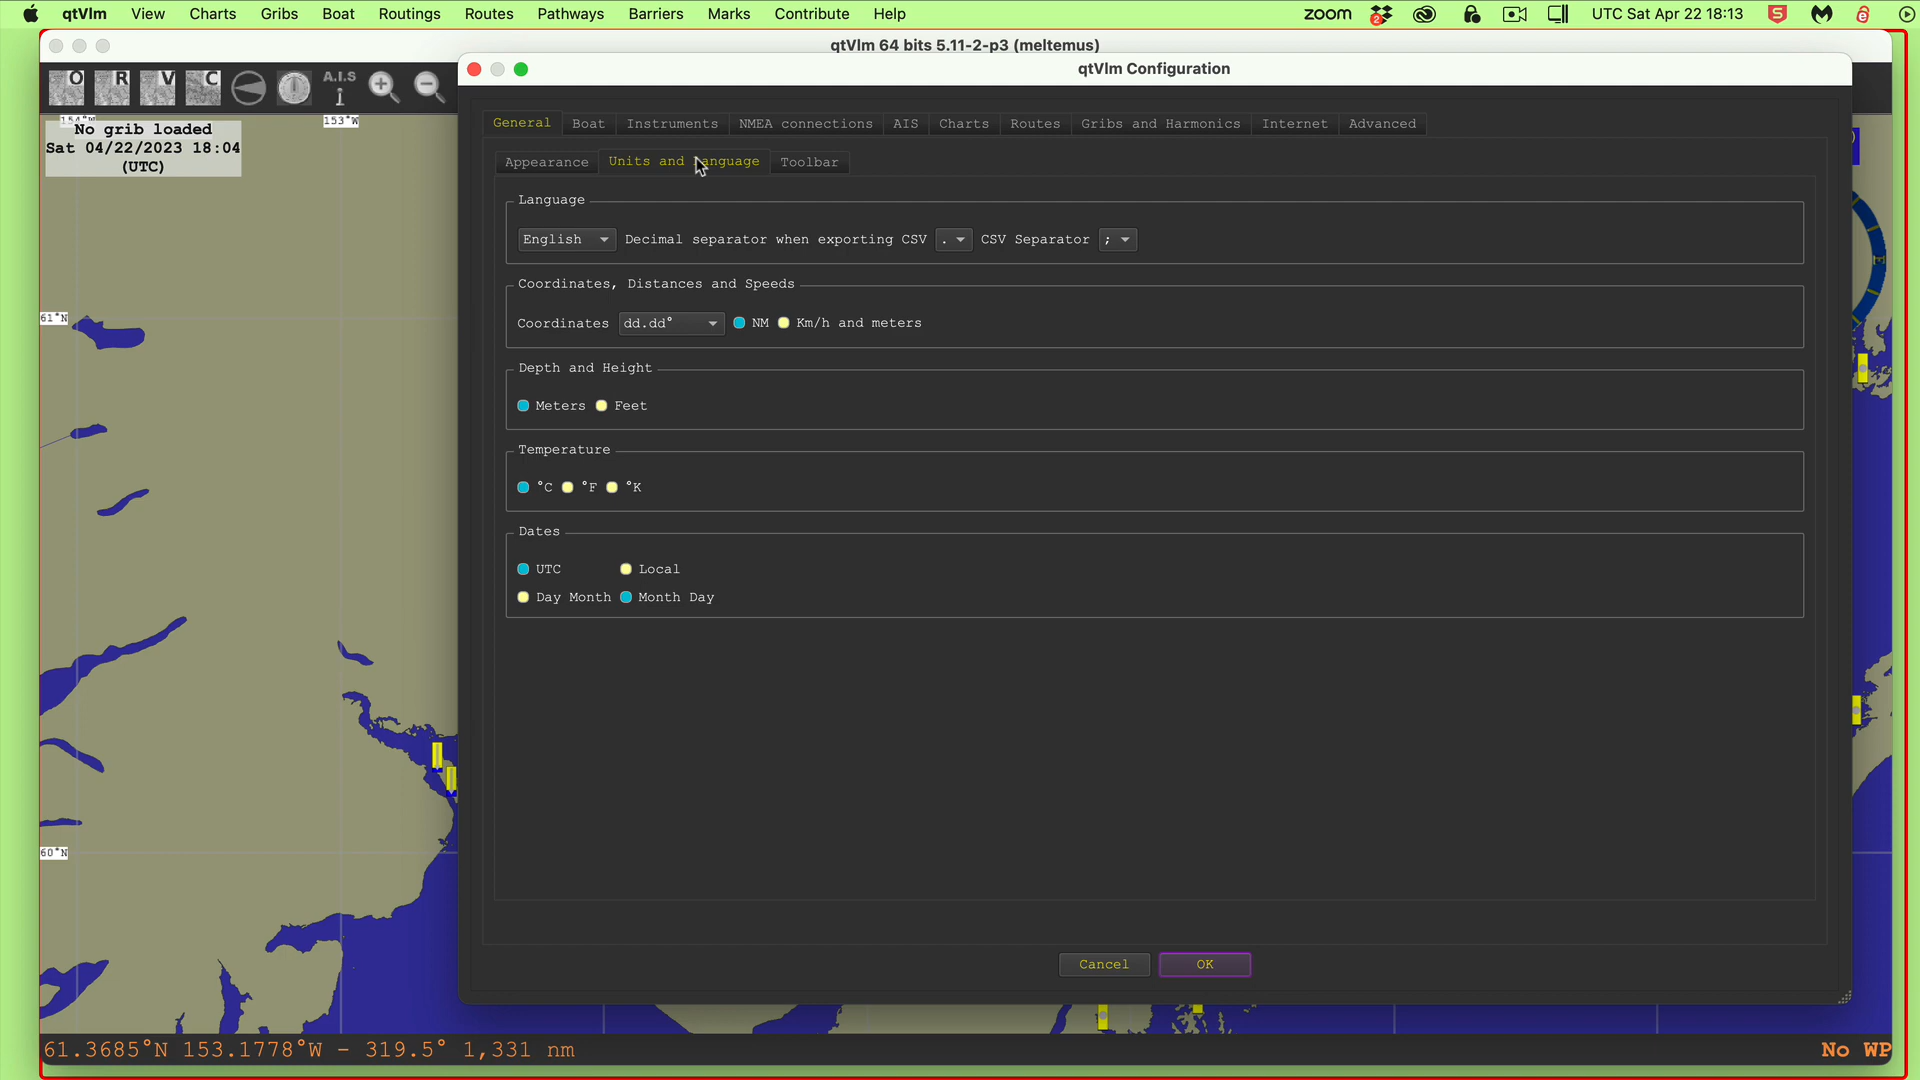 qtVlm View Charts Gribs Boat Routings Routes Pathways Barriers Marks Contribute Help zoom 2 UTC Sat Apr 22 18:13 S
qtVlm 64 bits 5.11-2-p3 (meltemus)
qtVlm Configuration
O R V C A.I.S
General Boat Instruments NMEA connections AIS Charts Routes Gribs and Harmonics Internet Advanced
154°W 153°W
No grib loaded
Sat 04/22/2023 18:04
(UTC)
Appearance Units and Language Toolbar
Language
English Decimal separator when exporting CSV . CSV Separator ;
Coordinates, Distances and Speeds
61°N
Coordinates dd.dd° NM Km/h and meters
Depth and Height
Meters Feet
Temperature
°C °F °K
Dates
UTC Local
Day Month Month Day
60°N
Cancel OK
61.3685°N 153.1778°W - 319.5° 1,331 nm No WP